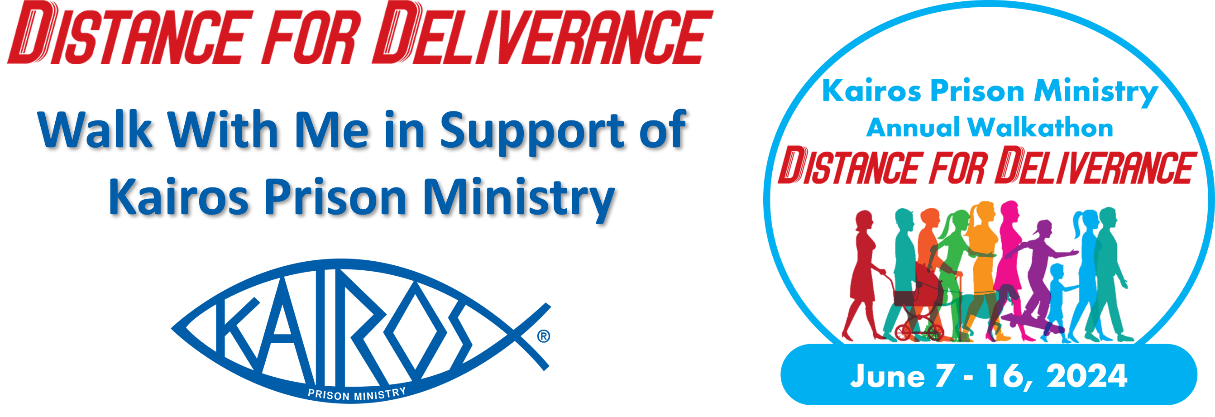 DISTANCE FOR DELIVERANCE
Walk With Me in Support of
Kairos Prison Ministry
KAIROS
®
PRISON MINISTRY
Kairos Prison Ministry
Annual Walkathon
DISTANCE FOR DELIVERANCE
June 7 - 16, 2024